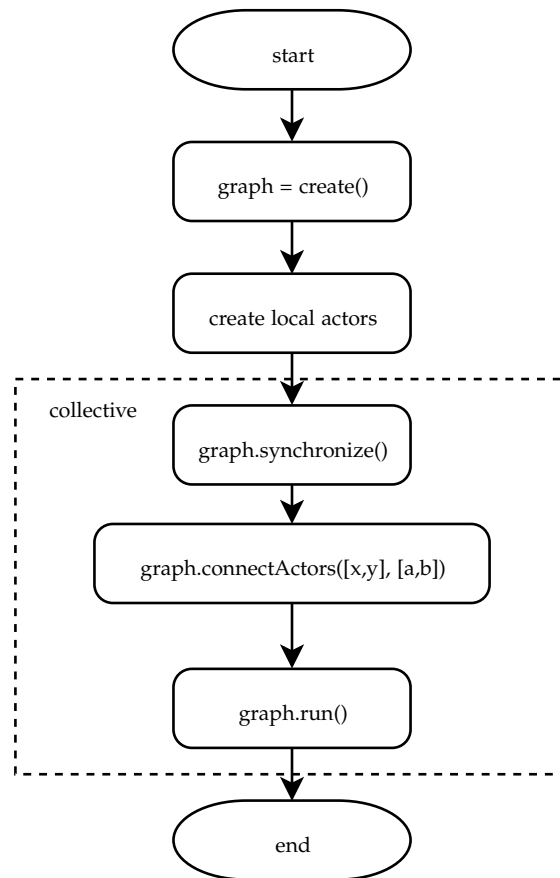 start
graph = create()
create local actors
collective
graph.synchronize()
graph.connectActors([x,y], [a,b])
graph.run()
end